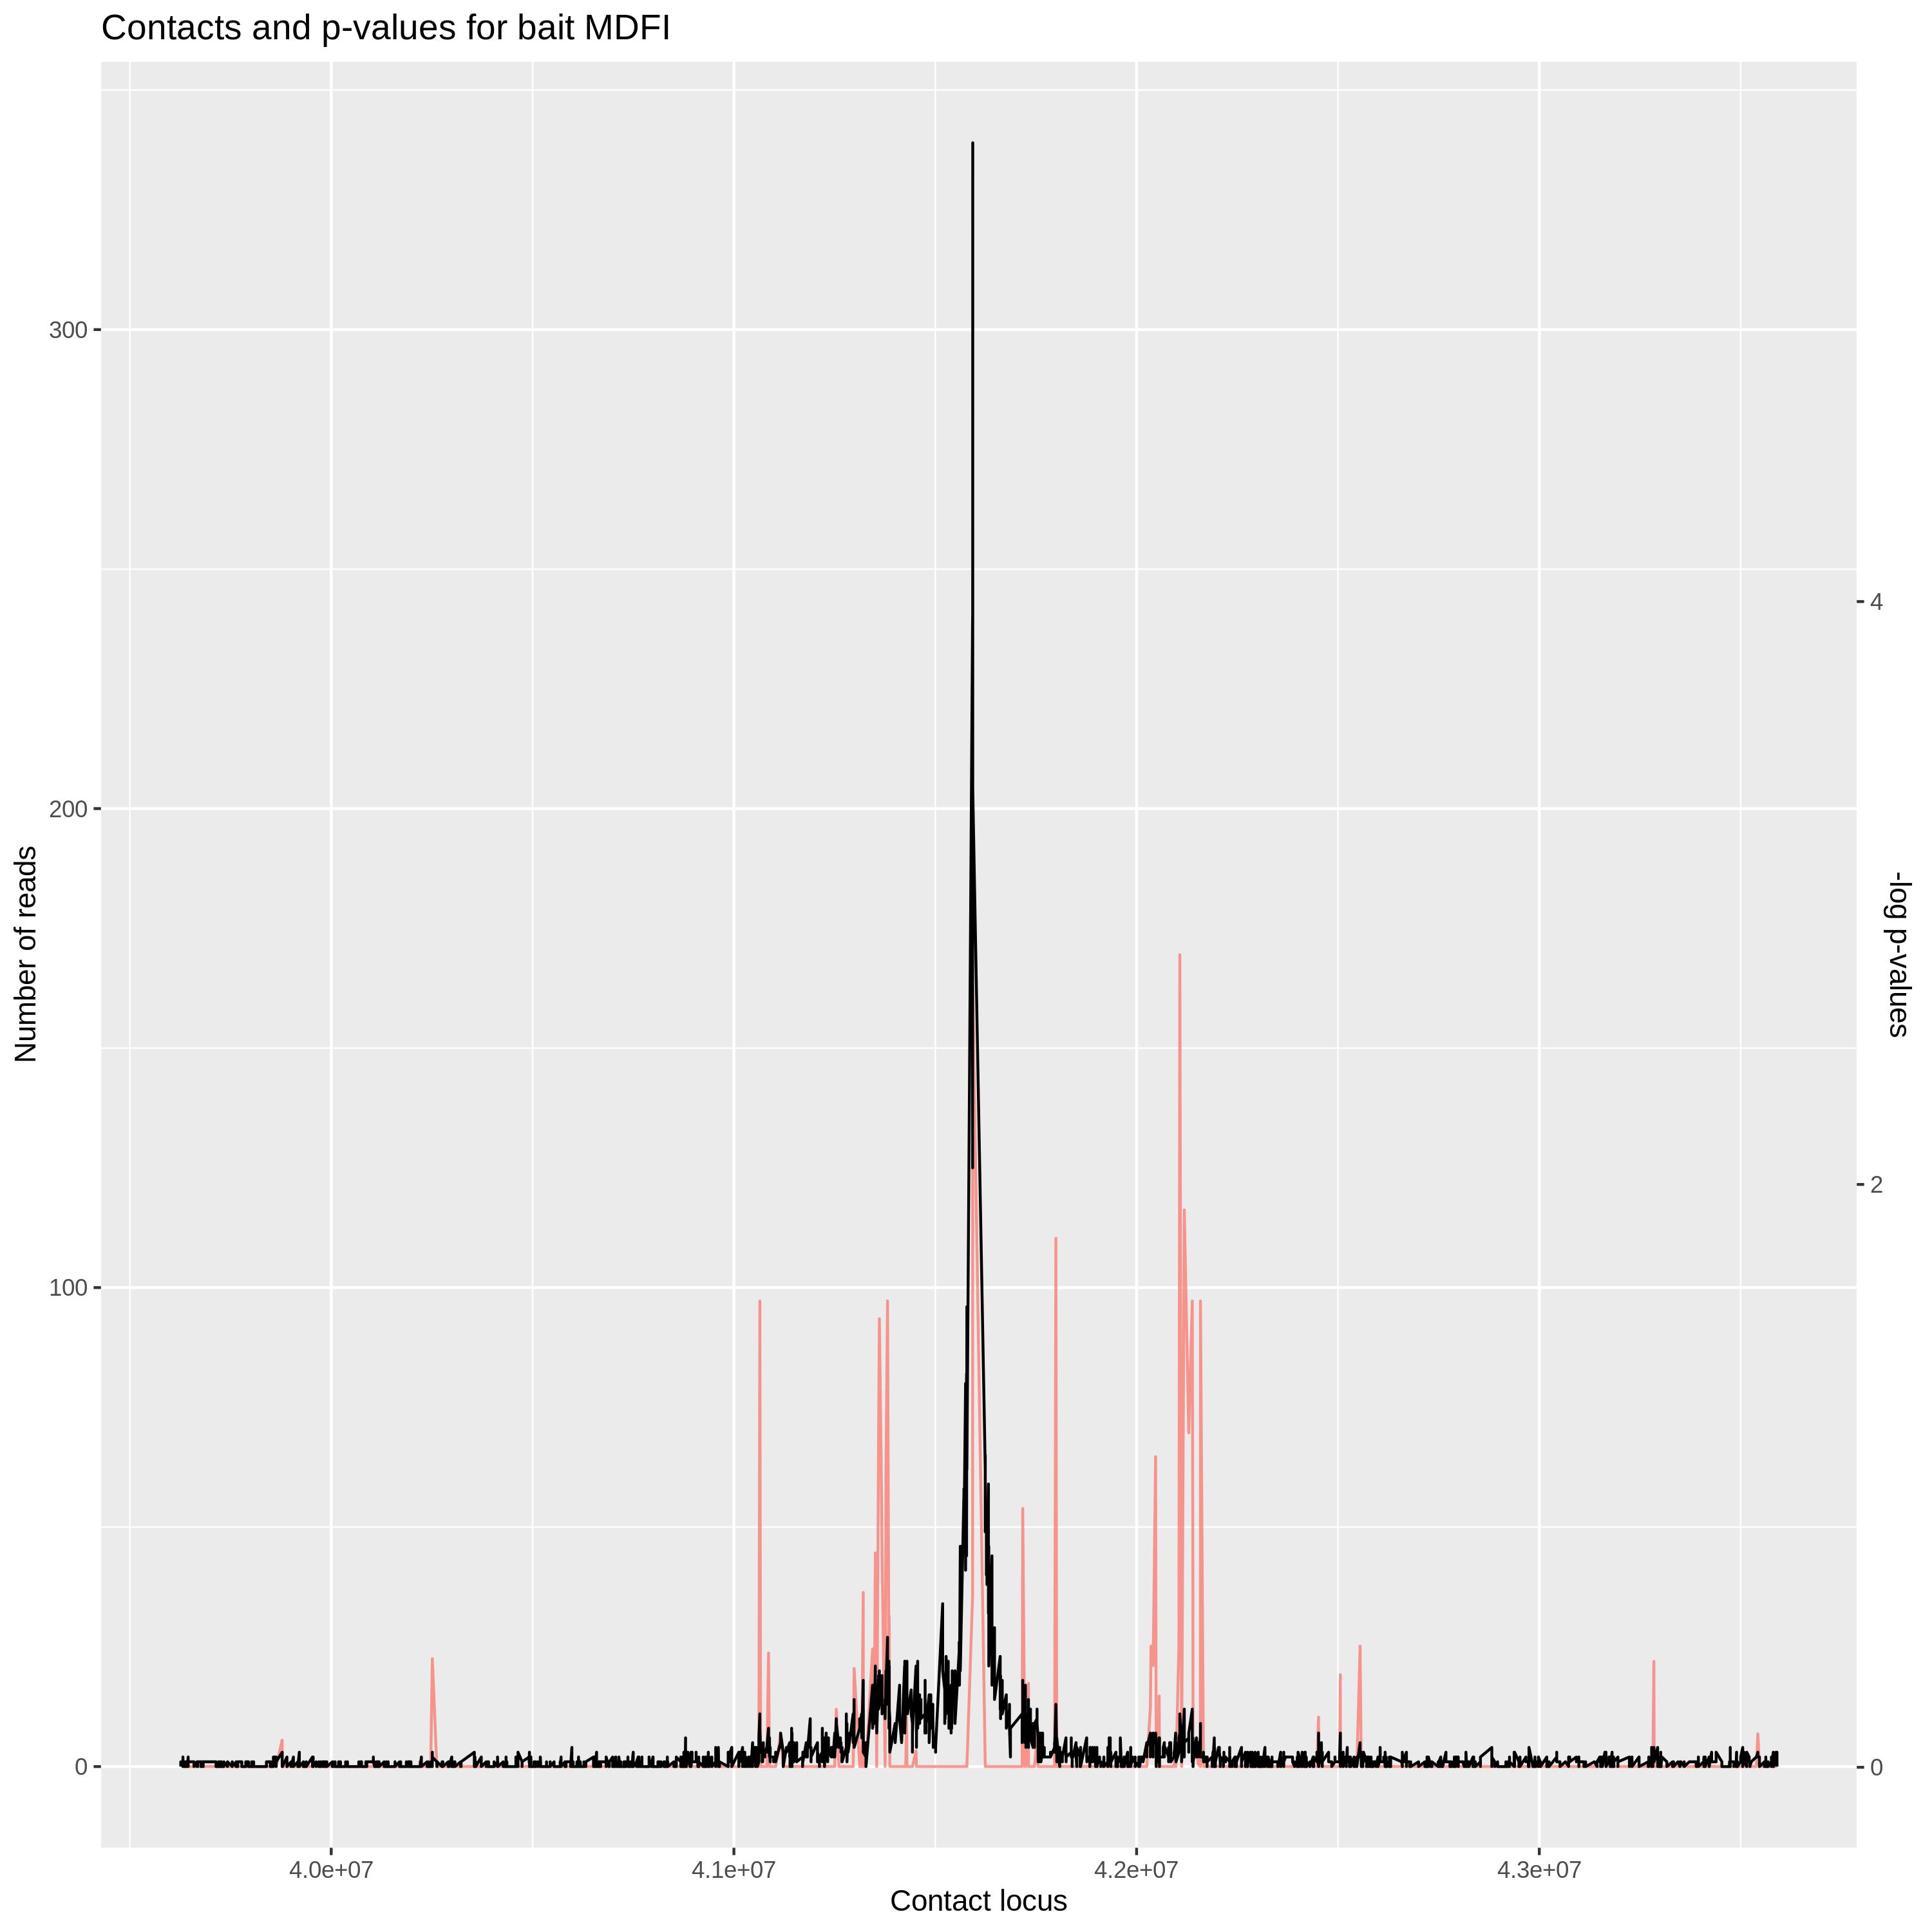 Contacts and p-values for bait MDFI
300
200
100
0
Number of reads
4
2
0
-log p-values
4.0e+07
4.1e+07
4.2e+07
4.3e+07
Contact locus